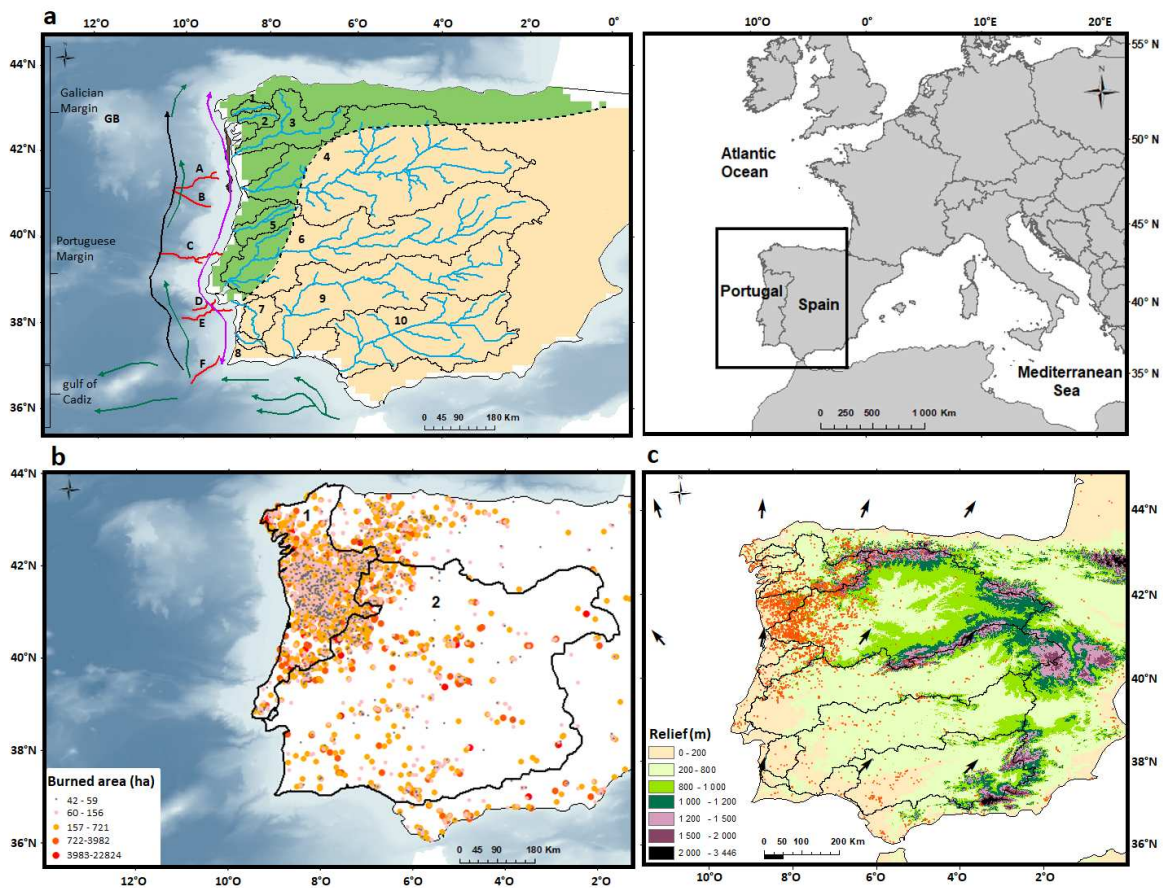 a
12°O 10°O 8°O 6°O 4°O 2°O 0°
44°N
42°N
40°N
38°N
36°N
Galician
Margin
GB
Portuguese
Margin
gulf of
Cadiz
A
B
C
D
E
F
1
2
3
4
5
6
7
8
9
10
0 45 90 180 Km
10°O 0° 10°E 20°E
55°N
50°N
45°N
40°N
35°N
Atlantic
Ocean
Portugal
Spain
Mediterranean
Sea
0 250 500 1 000 Km
b
44°N
42°N
40°N
38°N
36°N
1
2
Burned area (ha)
42 - 59
60 - 156
157 - 721
722-3982
3983-22824
0 45 90 180 Km
12°O 10°O 8°O 6°O 4°O 2°O
c
44°N
42°N
40°N
38°N
36°N
Relief (m)
0 - 200
200 - 800
800 - 1 000
1 000 - 1 200
1 200 - 1 500
1 500 - 2 000
2 000 - 3 446
0 50 100 200 Km
10°O 8°O 6°O 4°O 2°O